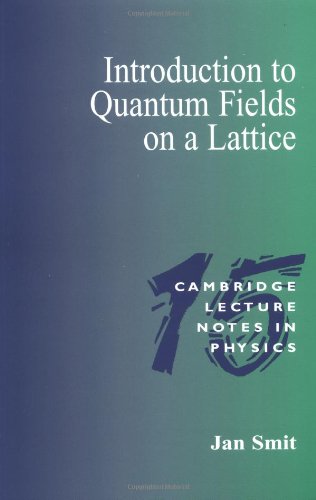 Introduction to
Quantum Fields
on a Lattice
15
CAMBRIDGE
LECTURE
NOTES IN
PHYSICS
Jan Smit